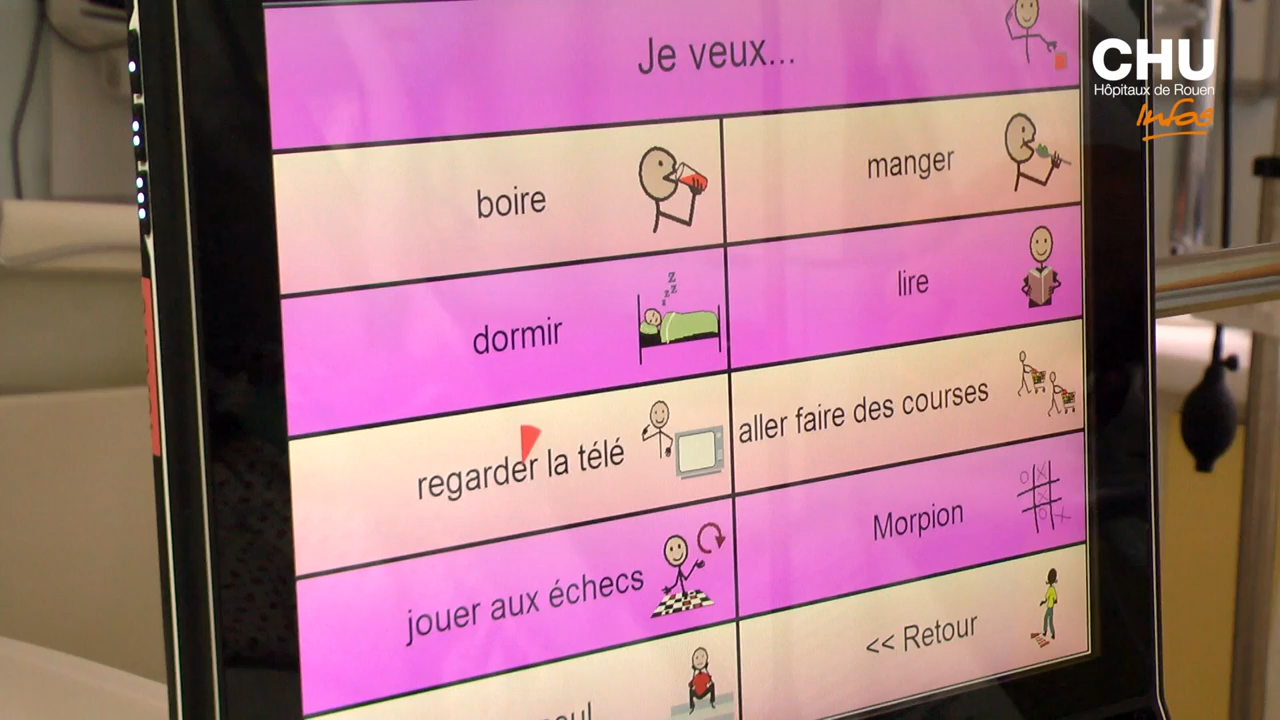 Je veux...
CHU
Hôpitaux de Rouen
Infos
boire
manger
dormir
lire
regarder la télé
aller faire des courses
jouer aux échecs
Morpion
<< Retour